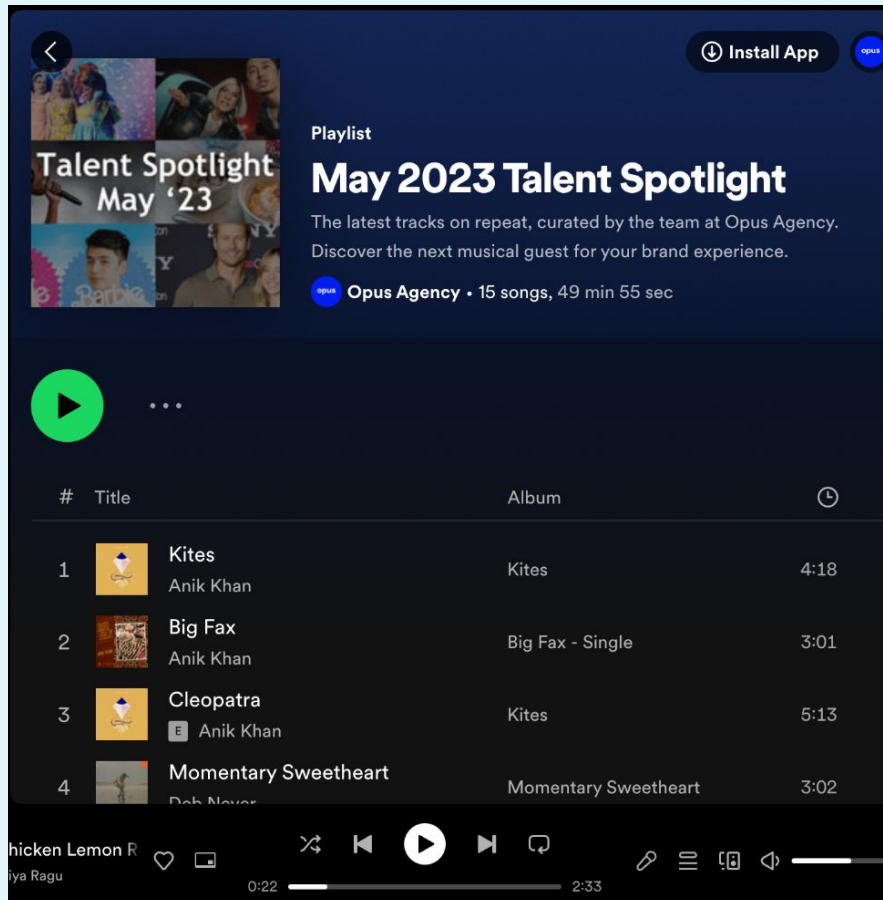 Install App
opus
Talent Spotlight
May ‘23
Barbie
Playlist
May 2023 Talent Spotlight
The latest tracks on repeat, curated by the team at Opus Agency.
Discover the next musical guest for your brand experience.
opus Opus Agency • 15 songs, 49 min 55 sec
# Title Album
1 Kites Kites 4:18
Anik Khan
2 Big Fax Big Fax - Single 3:01
Anik Khan
3 Cleopatra Kites 5:13
E Anik Khan
4 Momentary Sweetheart Momentary Sweetheart 3:02
Deb Never
hicken Lemon R
iya Ragu
0:22 2:33